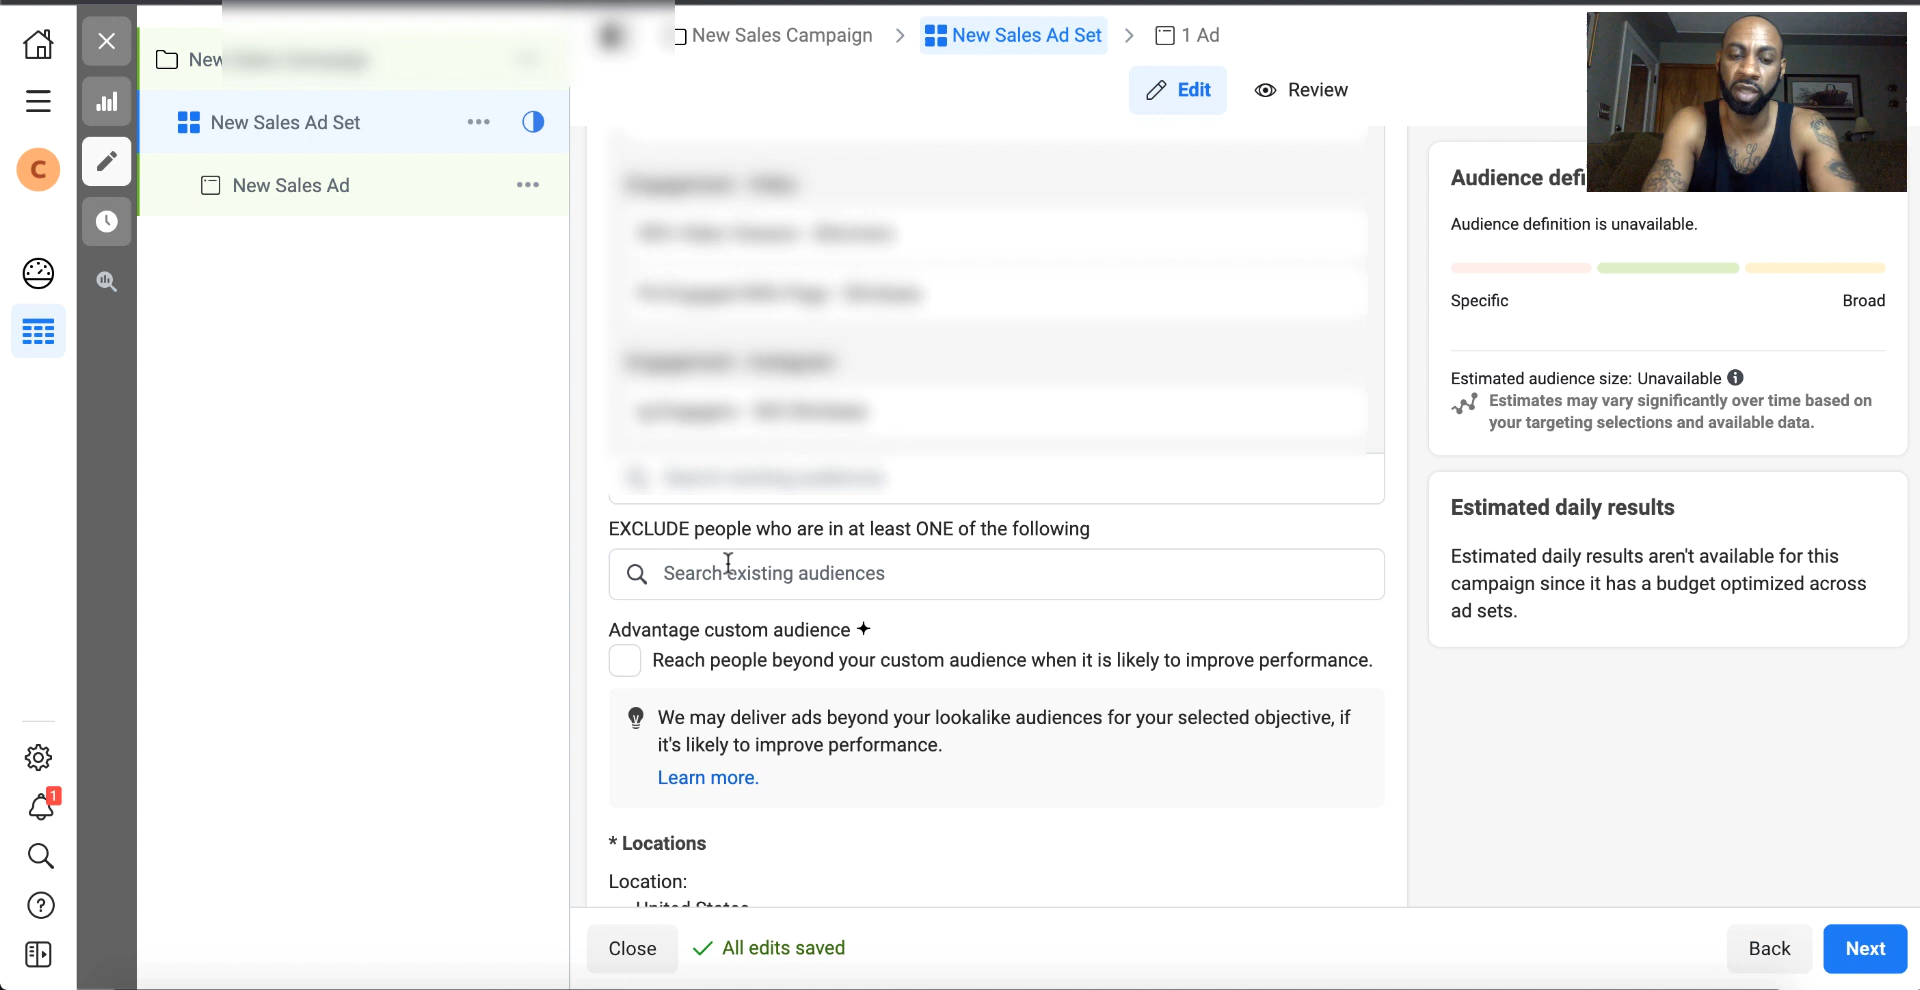 New
New Sales Campaign
New Sales Ad Set
1 Ad
Edit
Review
C
New Sales Ad Set
New Sales Ad
Audience defi
Audience definition is unavailable.
Specific
Broad
Estimated audience size: Unavailable
Estimates may vary significantly over time based on
your targeting selections and available data.
Search existing audiences
EXCLUDE people who are in at least ONE of the following
Search existing audiences
Estimated daily results
Estimated daily results aren't available for this
campaign since it has a budget optimized across
ad sets.
Advantage custom audience
Reach people beyond your custom audience when it is likely to improve performance.
We may deliver ads beyond your lookalike audiences for your selected objective, if
it's likely to improve performance.
Learn more.
* Locations
Location:
United States
1
Close
All edits saved
Back
Next